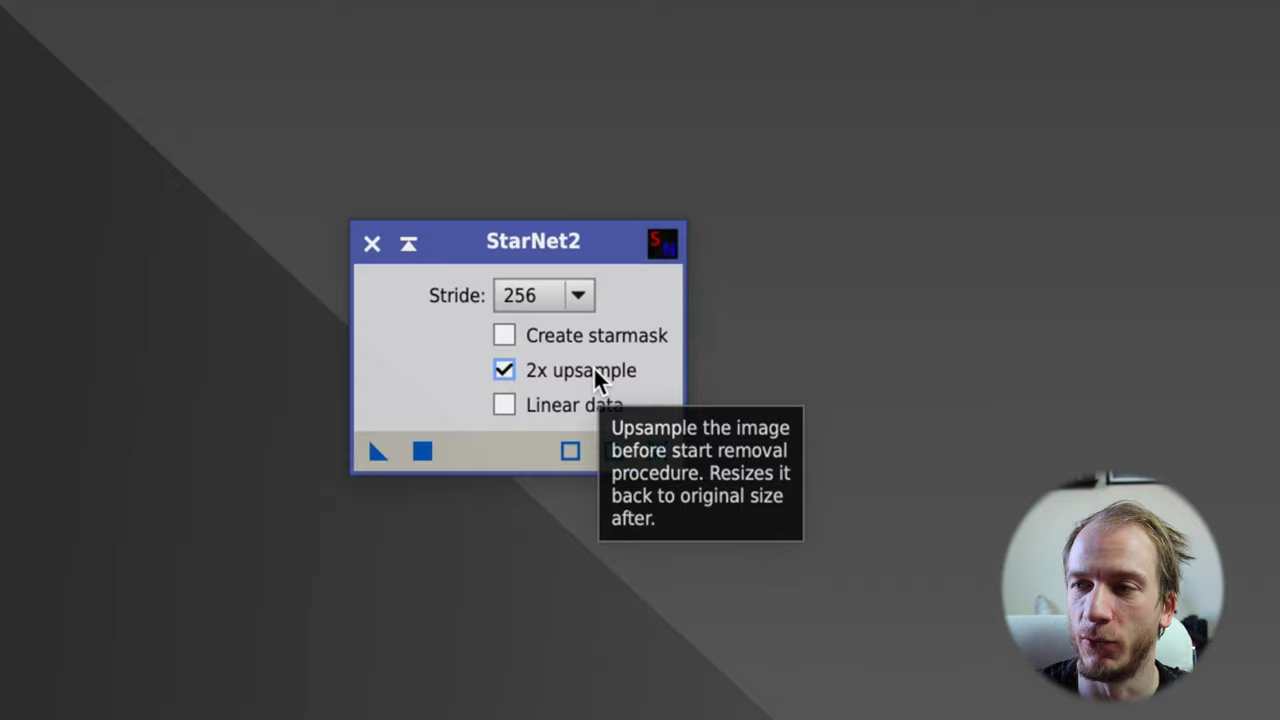 StarNet2
S
N
Stride: 256
Create starmask
2x upsample
Linear data
Upsample the image
before start removal
procedure. Resizes it
back to original size
after.